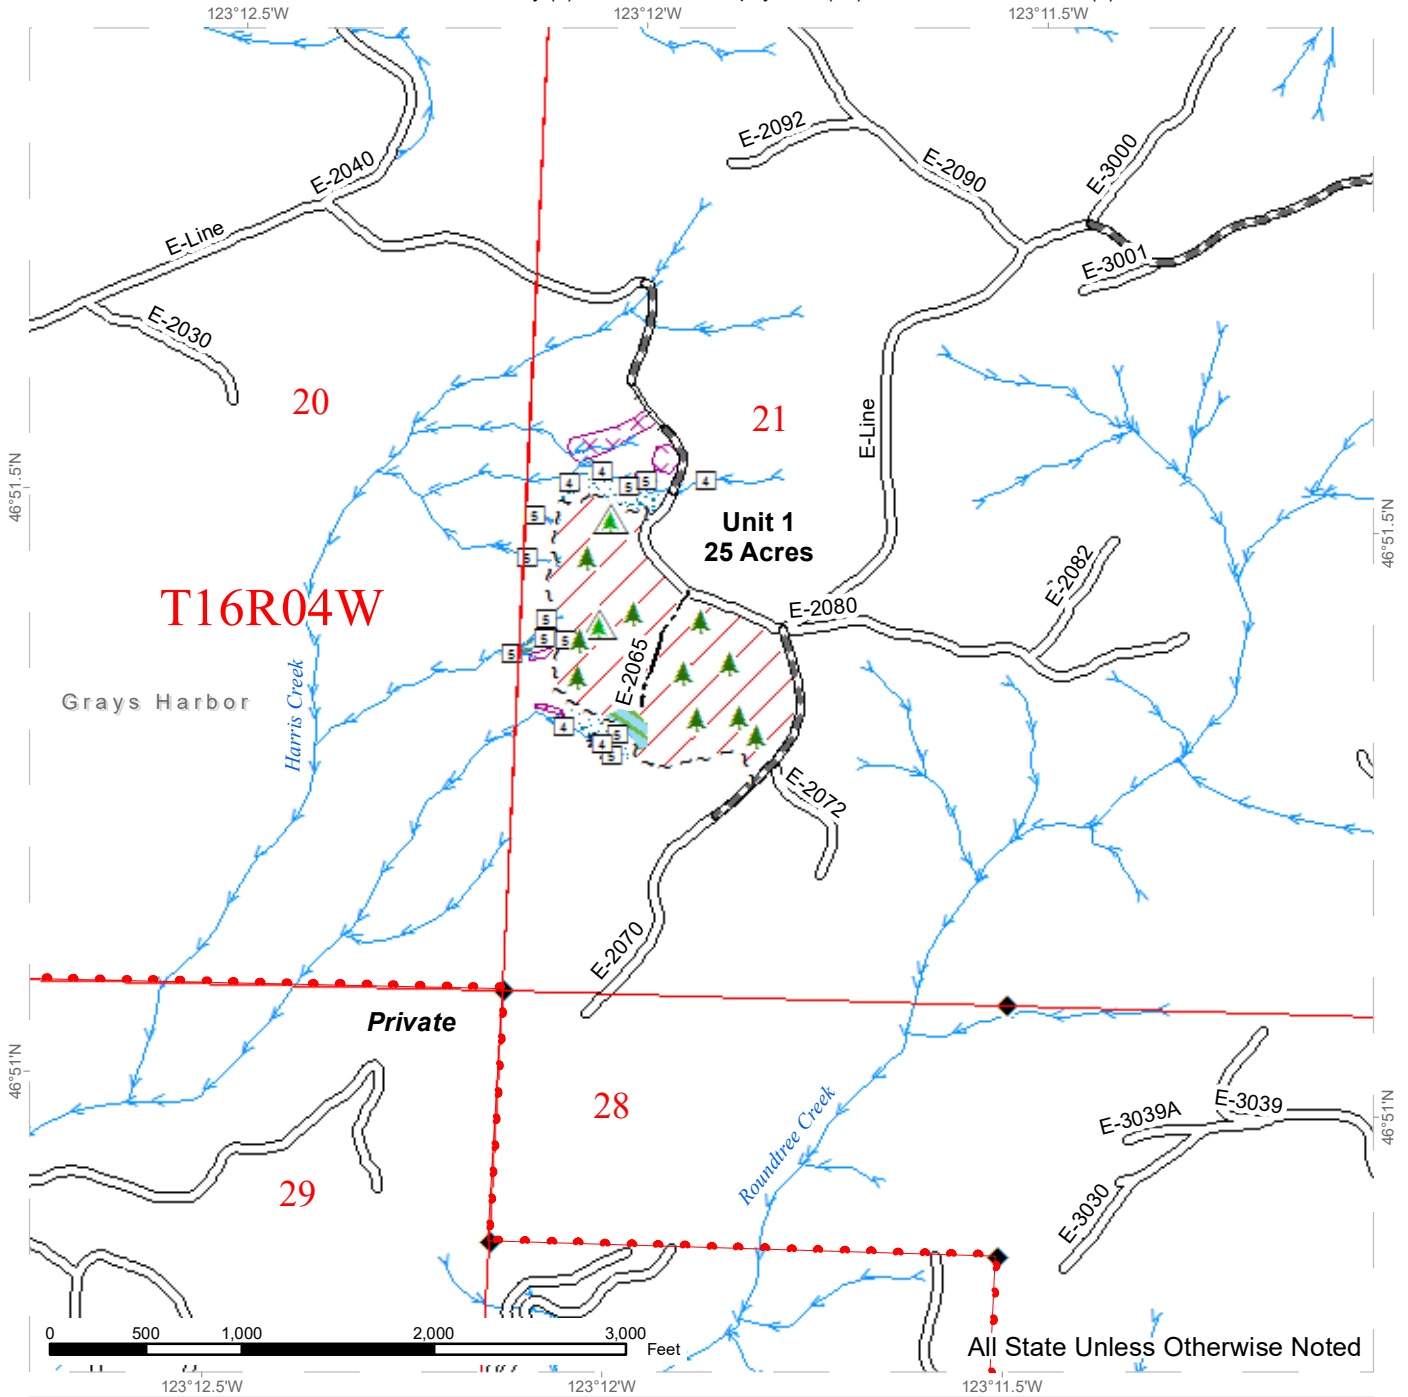 123°12.5'W
123°12'W
123°11.5'W
E-2092
E-2090
E-3000
E-2040
E-Line
E-3001
E-2030
20
21
E-Line
46°51.5'N
46°51.5'N
4
4
5
5
4
5
Unit 1
25 Acres
5
E-2082
T16R04W
E-2080
5
5
5
5
E-2065
Grays Harbor
Harris Creek
4
5
4
5
E-2072
E-2070
Private
46°51'N
46°51'N
28
Roundtree Creek
E-3039A
E-3039
29
E-3030
0
500
1,000
2,000
3,000
Feet
All State Unless Otherwise Noted
123°12.5'W
123°12'W
123°11.5'W